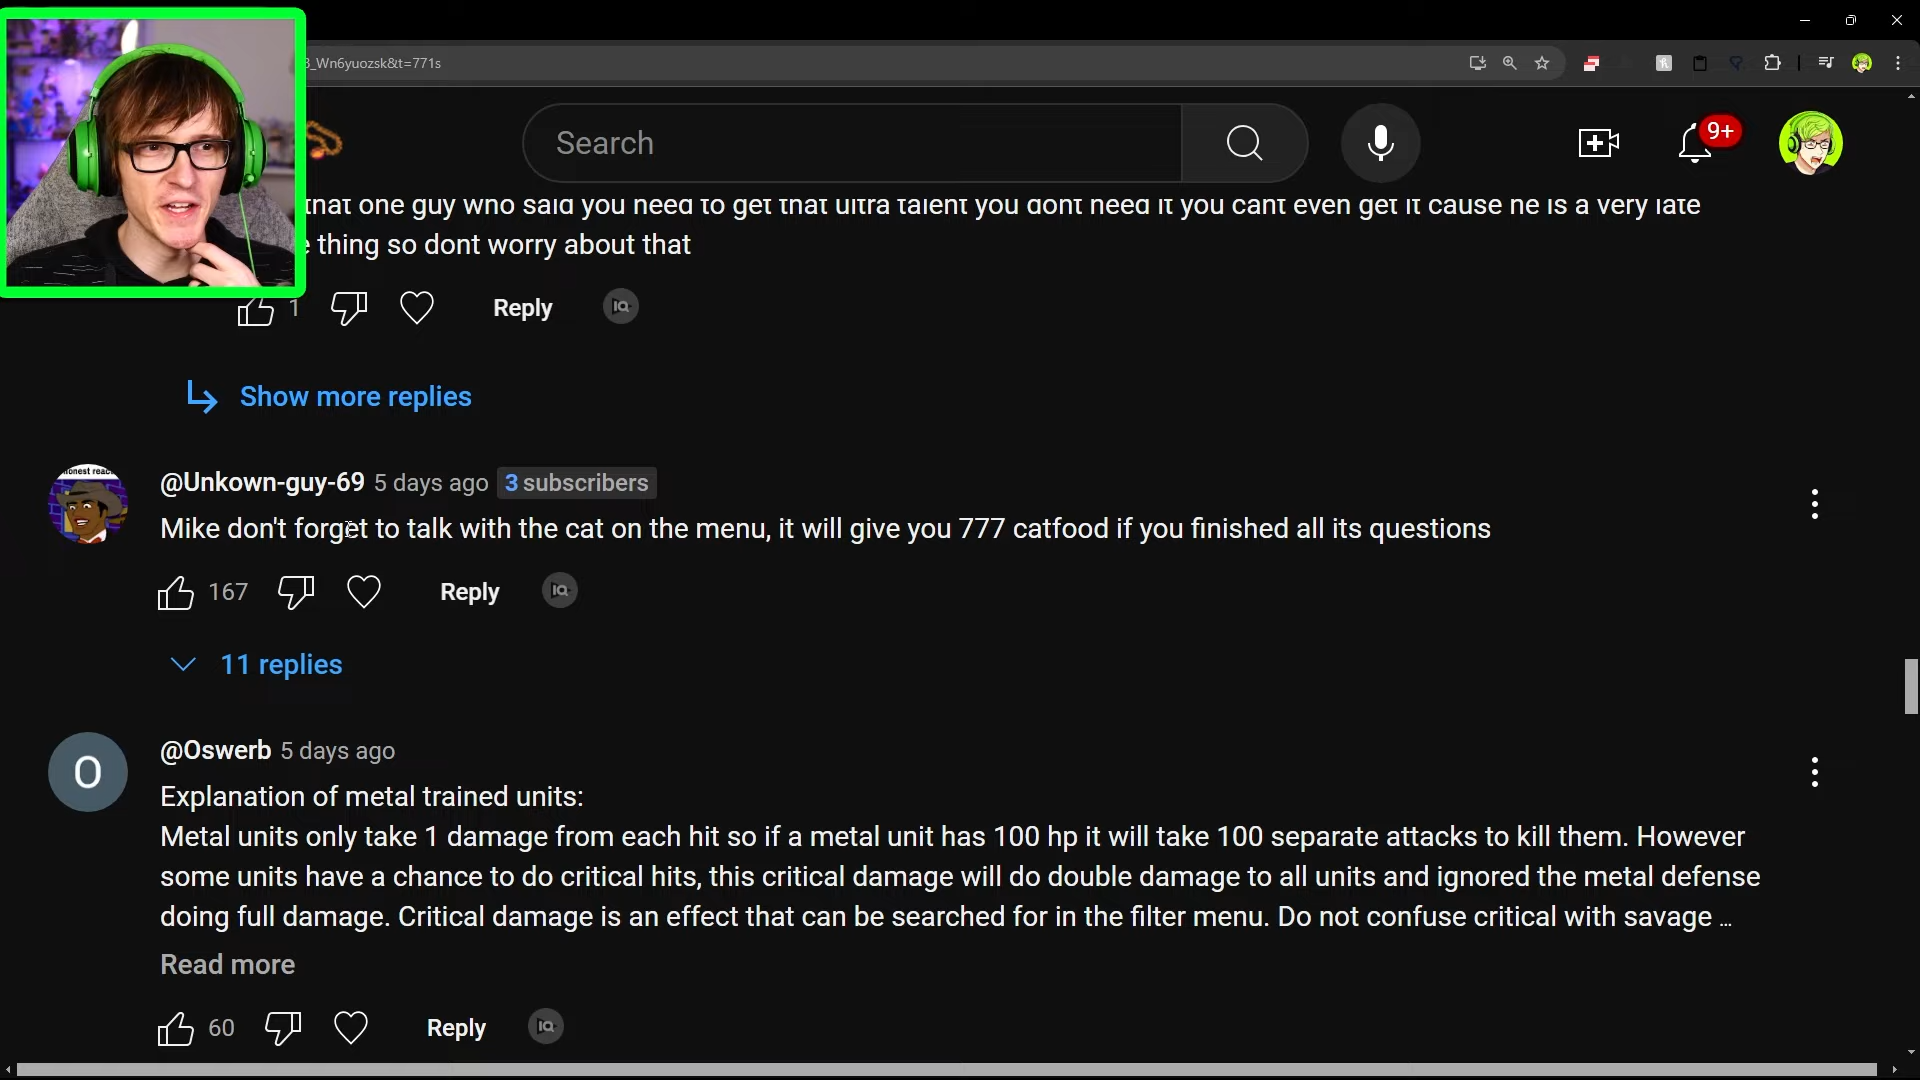 3_Wn6yuozsk&t=771s
Search
9+
that one guy who said you need to get that ultra talent you dont need it you cant even get it cause he is a very late
thing so dont worry about that
1
Reply
Show more replies
@Unkown-guy-69 5 days ago 3 subscribers
Mike don't forget to talk with the cat on the menu, it will give you 777 catfood if you finished all its questions
167
Reply
11 replies
O
@Oswerb 5 days ago
Explanation of metal trained units:
Metal units only take 1 damage from each hit so if a metal unit has 100 hp it will take 100 separate attacks to kill them. However
some units have a chance to do critical hits, this critical damage will do double damage to all units and ignored the metal defense
doing full damage. Critical damage is an effect that can be searched for in the filter menu. Do not confuse critical with savage ...
Read more
60
Reply